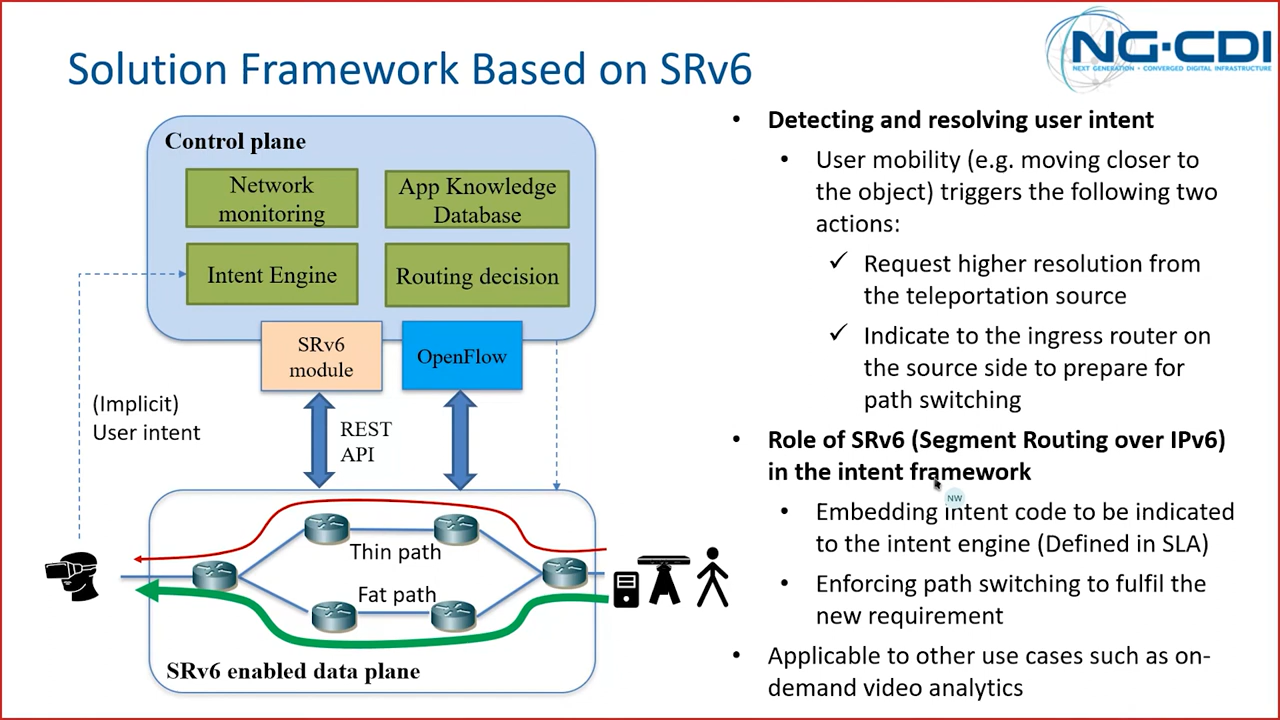 Solution Framework Based on SRv6
NG-CDI
NEXT GENERATION - CONVERGED DIGITAL INFRASTRUCTURE
Control plane
Network
monitoring
App Knowledge
Database
Intent Engine
Routing decision
SRv6
module
OpenFlow
(Implicit)
User intent
REST
API
Thin path
Fat path
SRv6 enabled data plane
• Detecting and resolving user intent
• User mobility (e.g. moving closer to
the object) triggers the following two
actions:
✓ Request higher resolution from
the teleportation source
✓ Indicate to the ingress router on
the source side to prepare for
path switching
• Role of SRv6 (Segment Routing over IPv6)
in the intent framework
NW
• Embedding intent code to be indicated
to the intent engine (Defined in SLA)
• Enforcing path switching to fulfil the
new requirement
• Applicable to other use cases such as on-
demand video analytics